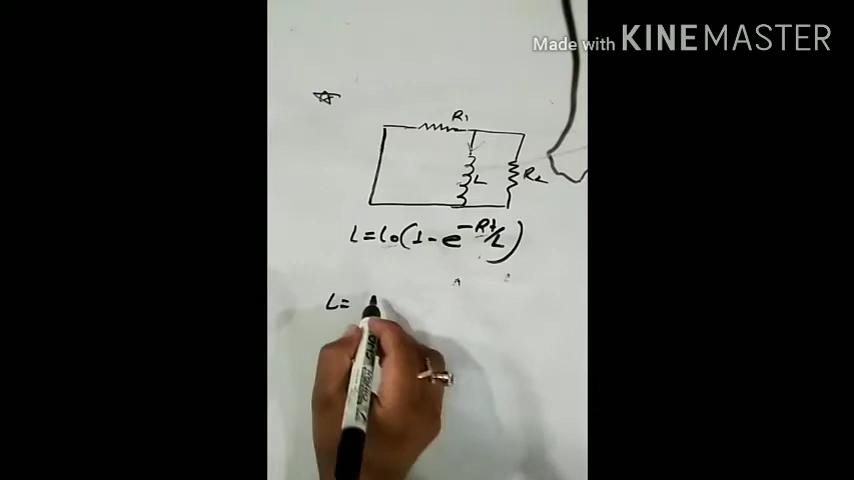 Made with KINEMASTER
R1
L
R2
i = i0(1 - e^-Rt/L)
i =